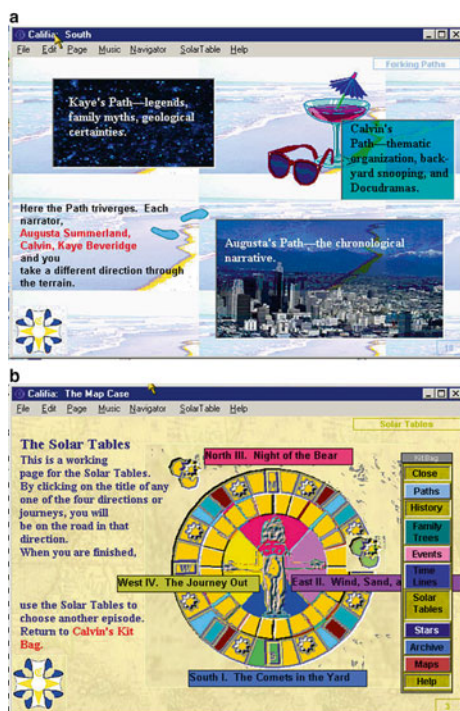 a
Califia: South
File Edit Page Music Navigator SolarTable Help
Forking Paths
Kaye's Path—legends,
family myths, geological
certainties.
Calvin's
Path—thematic
organization, back-
yard snooping, and
Docudramas.
Here the Path triverges. Each
narrator,
Augusta Summerland,
Calvin, Kaye Beveridge
and you
take a different direction through
the terrain.
Augusta's Path—the chronological
narrative.
b
Califia: The Map Case
File Edit Page Music Navigator SolarTable Help
Solar Tables
The Solar Tables
This is a working
page for the Solar Tables.
By clicking on the title of any
one of the four directions or
journeys, you will
be on the road in that
direction.
When you are finished,
use the Solar Tables to
choose another episode.
Return to Calvin's Kit
Bag.
North III. Night of the Bear
West IV. The Journey Out
East II. Wind, Sand, a
South I. The Comets in the Yard
Kit Bag
Close
Paths
History
Family
Trees
Events
Time
Lines
Solar
Tables
Stars
Archive
Maps
Help
3